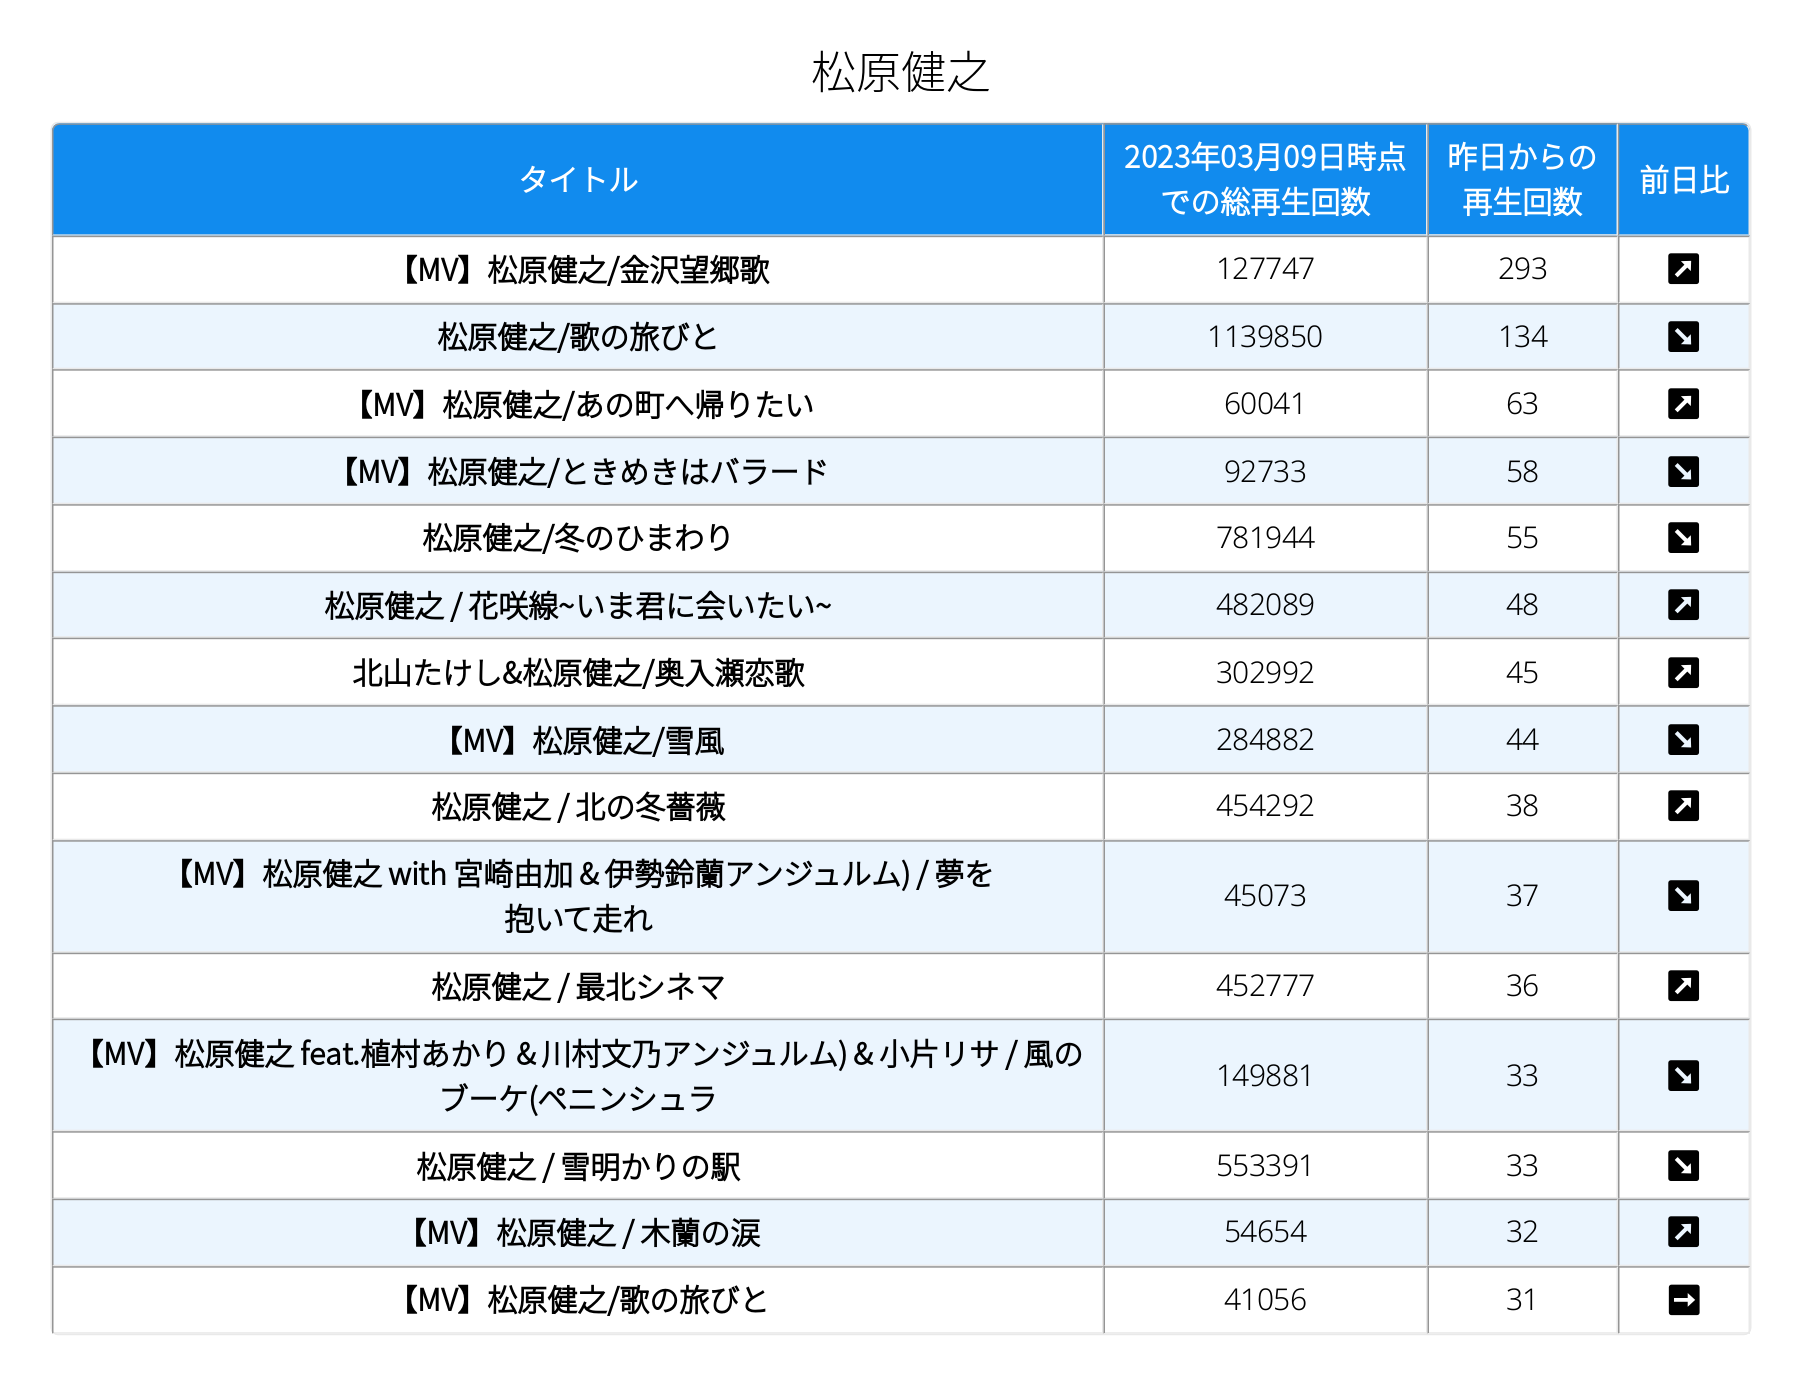 松原健之
タイトル
2023年03月09日時点
での総再生回数
昨日からの
再生回数
前日比
【MV】松原健之/金沢望郷歌 127747 293
松原健之/歌の旅びと 1139850 134
【MV】松原健之/あの町へ帰りたい 60041 63
【MV】松原健之/ときめきはバラード 92733 58
松原健之/冬のひまわり 781944 55
松原健之 / 花咲線~いま君に会いたい~ 482089 48
北山たけし&松原健之/奥入瀬恋歌 302992 45
【MV】松原健之/雪風 284882 44
松原健之 / 北の冬薔薇 454292 38
【MV】松原健之 with 宮崎由加 & 伊勢鈴蘭アンジュルム) / 夢を
抱いて走れ 45073 37
松原健之 / 最北シネマ 452777 36
【MV】松原健之 feat.植村あかり & 川村文乃アンジュルム) & 小片リサ / 風の
ブーケ(ペニンシュラ 149881 33
松原健之 / 雪明かりの駅 553391 33
【MV】松原健之 / 木蘭の涙 54654 32
【MV】松原健之/歌の旅びと 41056 31